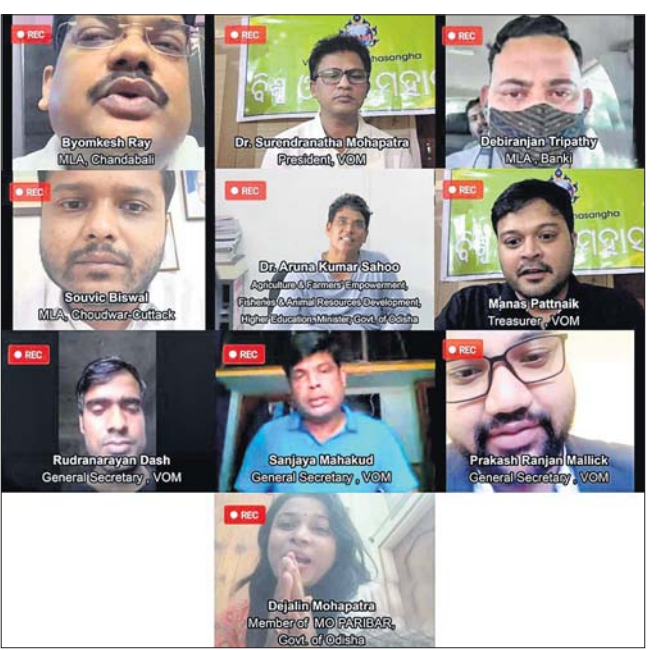 REC
Byomkesh Ray
MLA, Chandabali
REC
hasangha
ବିଶ୍ୱ
Dr. Surendranatha Mohapatra
President, VOM
REC
Debiranjan Tripathy
MLA, Banki
REC
Souvic Biswal
MLA, Choudwar-Cuttack
REC
Dr. Aruna Kumar Sahoo
Agriculture & Farmers' Empowerment,
Fisheries & Animal Resources Development,
Higher Education, Minister, Govt. of Odisha
REC
hasangha
Manas Pattnaik
Treasurer, VOM
REC
Rudranarayan Dash
General Secretary, VOM
REC
Sanjaya Mahakud
General Secretary, VOM
REC
Prakash Ranjan Mallick
General Secretary, VOM
REC
Dejalin Mohapatra
Member of MO PARIBAR,
Govt. of Odisha